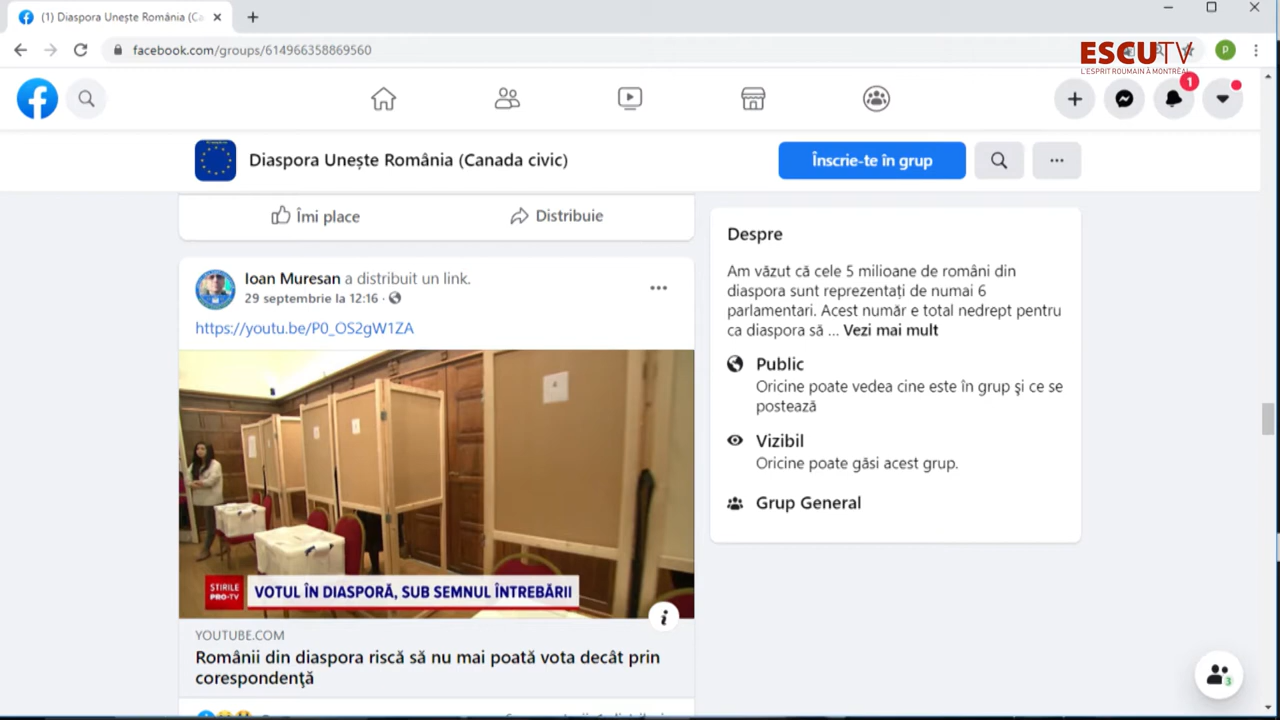 (1) Diaspora Unește România (Ca
facebook.com/groups/614966358869560
ESCUTV
L'ESPRIT ROUMAIN À MONTRÉAL
p
1
Diaspora Unește România (Canada civic)
Înscrie-te în grup
Îmi place
Distribuie
Ioan Muresan a distribuit un link.
29 septembrie la 12:16 ·
https://youtu.be/P0_OS2gW1ZA
4
ȘTIRILE
PRO•TV
VOTUL ÎN DIASPORĂ, SUB SEMNUL ÎNTREBĂRII
YOUTUBE.COM
Românii din diaspora riscă să nu mai poată vota decât prin
corespondenţă
Despre
Am văzut că cele 5 milioane de români din
diaspora sunt reprezentați de numai 6
parlamentari. Acest număr e total nedrept pentru
ca diaspora să ... Vezi mai mult
Public
Oricine poate vedea cine este în grup şi ce se
postează
Vizibil
Oricine poate găsi acest grup.
Grup General
3